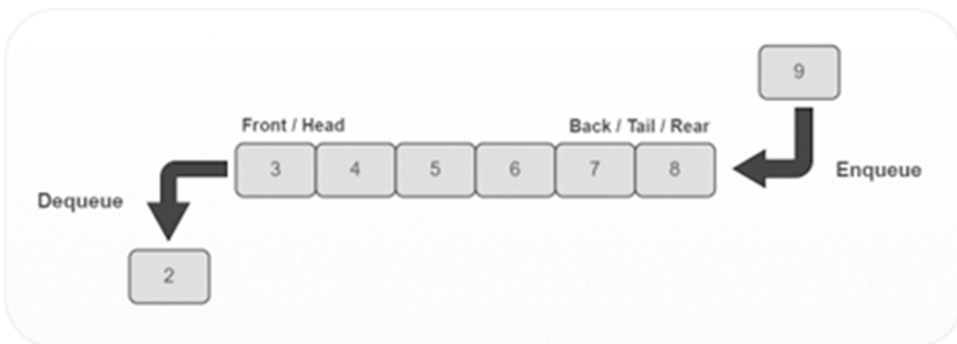 9
Front / Head Back / Tail / Rear
3 4 5 6 7 8
Enqueue
Dequeue
2